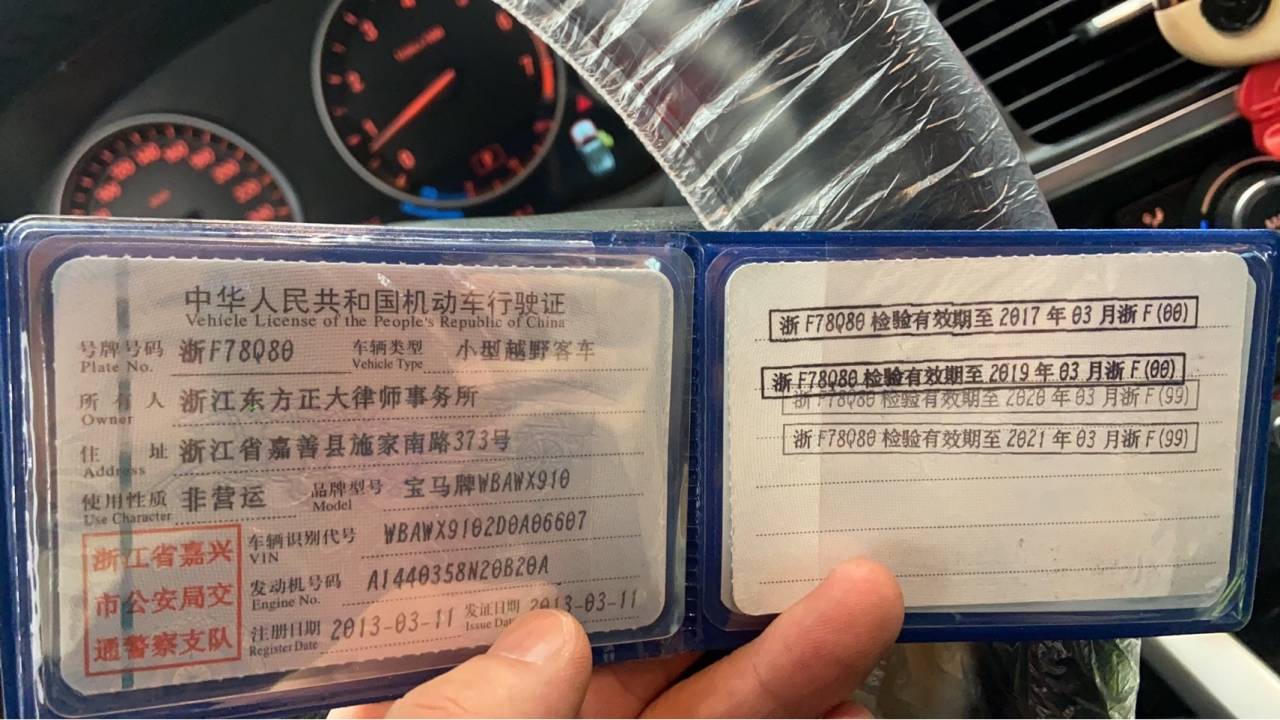 中华人民共和国机动车行驶证
Vehicle License of the People's Republic of China
号牌号码 浙F78Q80 车辆类型 小型越野客车
Plate No. Vehicle Type
所有人 浙江东方正大律师事务所
Owner
住址 浙江省嘉善县施家南路373号
Address
使用性质 非营运 品牌型号 宝马牌WBAWX910
Use Character Model
浙江省嘉兴
市公安局交
通警察支队
车辆识别代号 WBAWX9102D0A06607
VIN
发动机号码 A1440358N20B20A
Engine No.
注册日期 2013-03-11 发证日期 2013-03-11
Register Date Issue Date
浙F78Q80检验有效期至2017年03月浙F(00)
浙F78Q80检验有效期至2019年03月浙F(00)
浙F78Q80检验有效期至2020年03月浙F(99)
浙F78Q80检验有效期至2021年03月浙F(99)